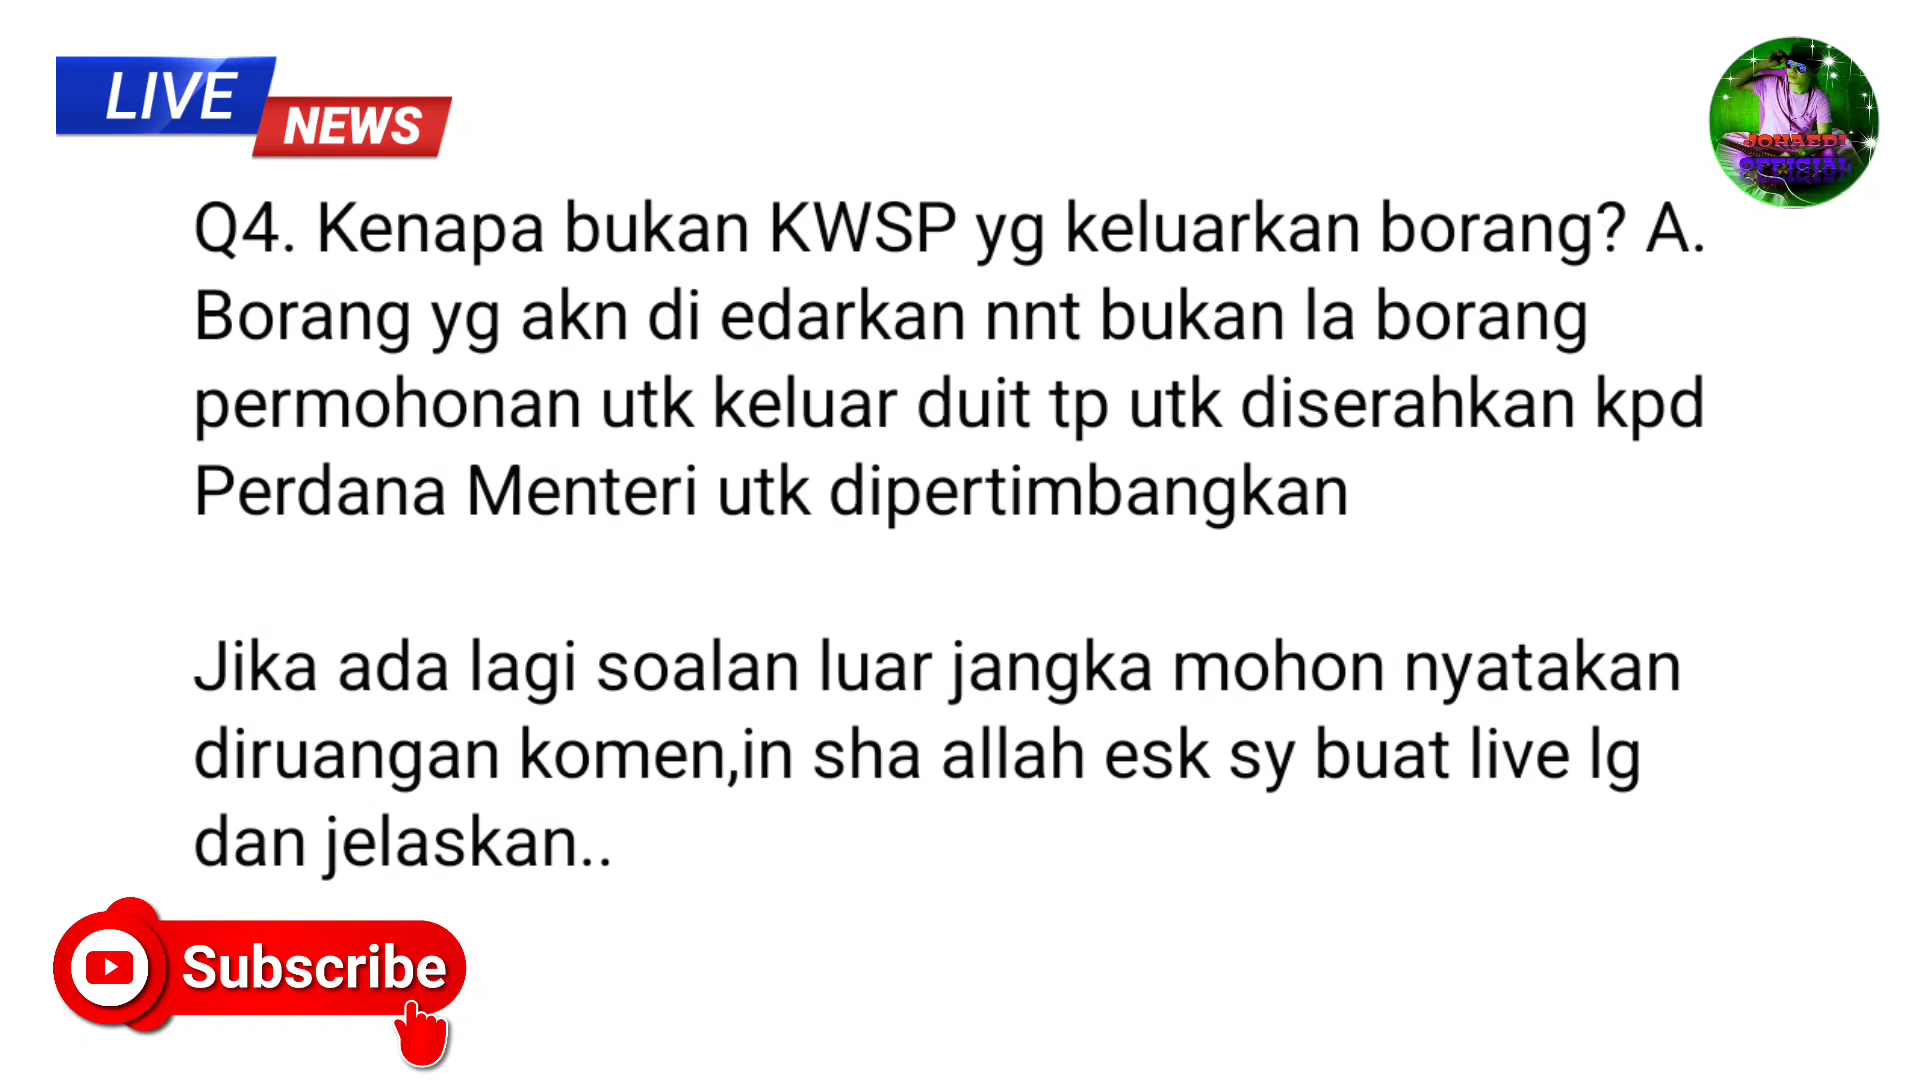 LIVE
NEWS
JOHAEDI
OFFICIAL
Q4. Kenapa bukan KWSP yg keluarkan borang? A.
Borang yg akn di edarkan nnt bukan la borang
permohonan utk keluar duit tp utk diserahkan kpd
Perdana Menteri utk dipertimbangkan
Jika ada lagi soalan luar jangka mohon nyatakan
diruangan komen,in sha allah esk sy buat live lg
dan jelaskan..
Subscribe